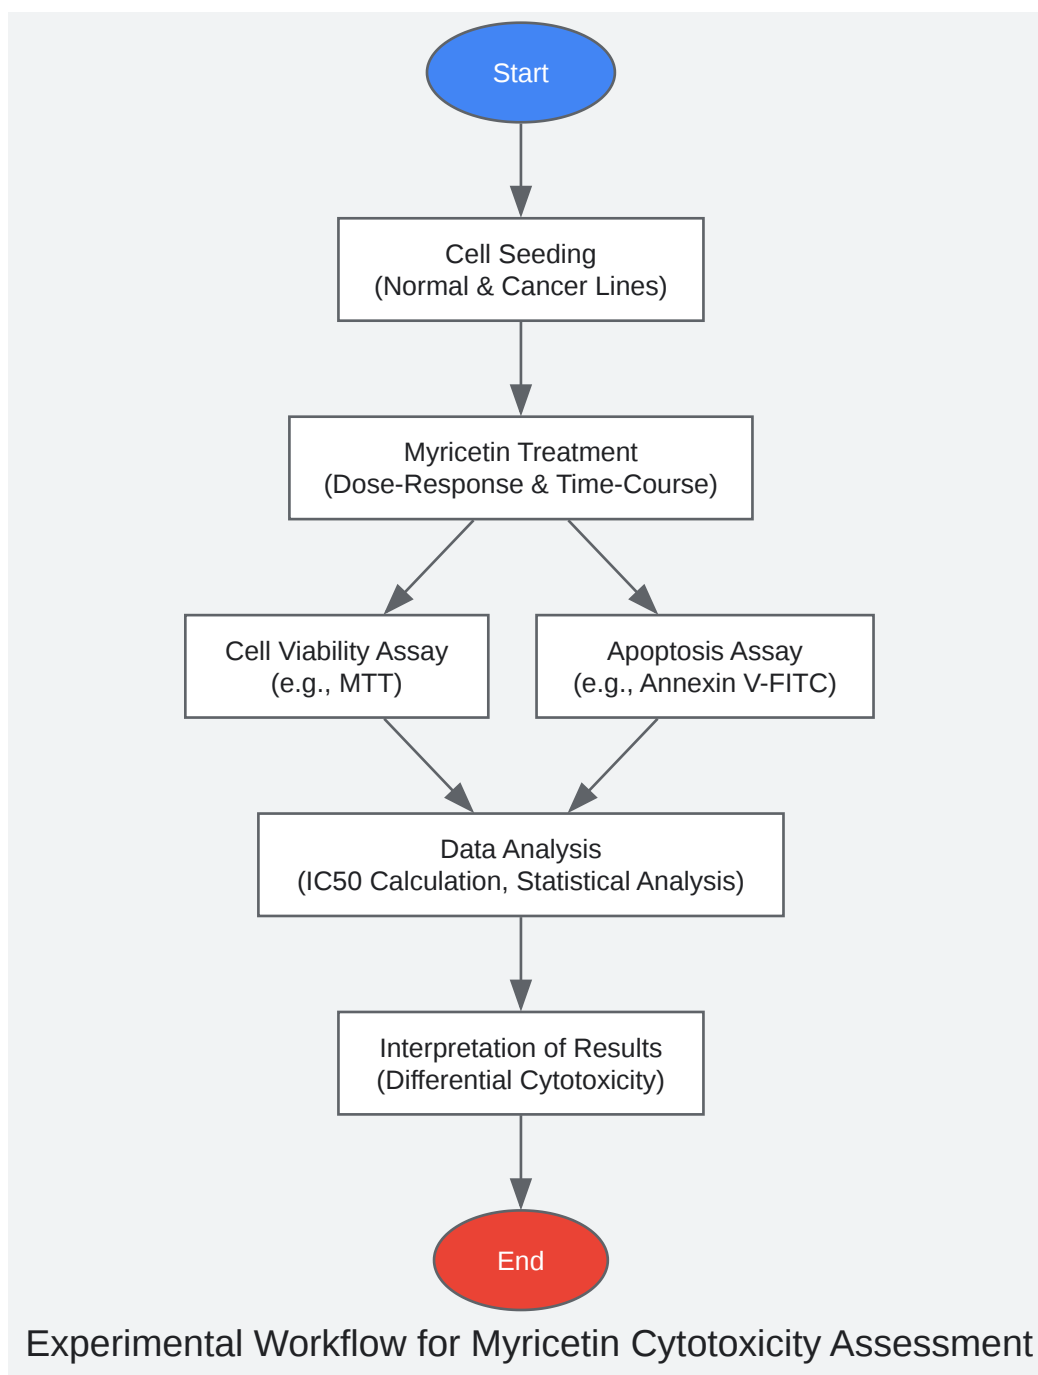 Start
Cell Seeding
(Normal & Cancer Lines)
Myricetin Treatment
(Dose-Response & Time-Course)
Cell Viability Assay
(e.g., MTT)
Apoptosis Assay
(e.g., Annexin V-FITC)
Data Analysis
(IC50 Calculation, Statistical Analysis)
Interpretation of Results
(Differential Cytotoxicity)
End
Experimental Workflow for Myricetin Cytotoxicity Assessment